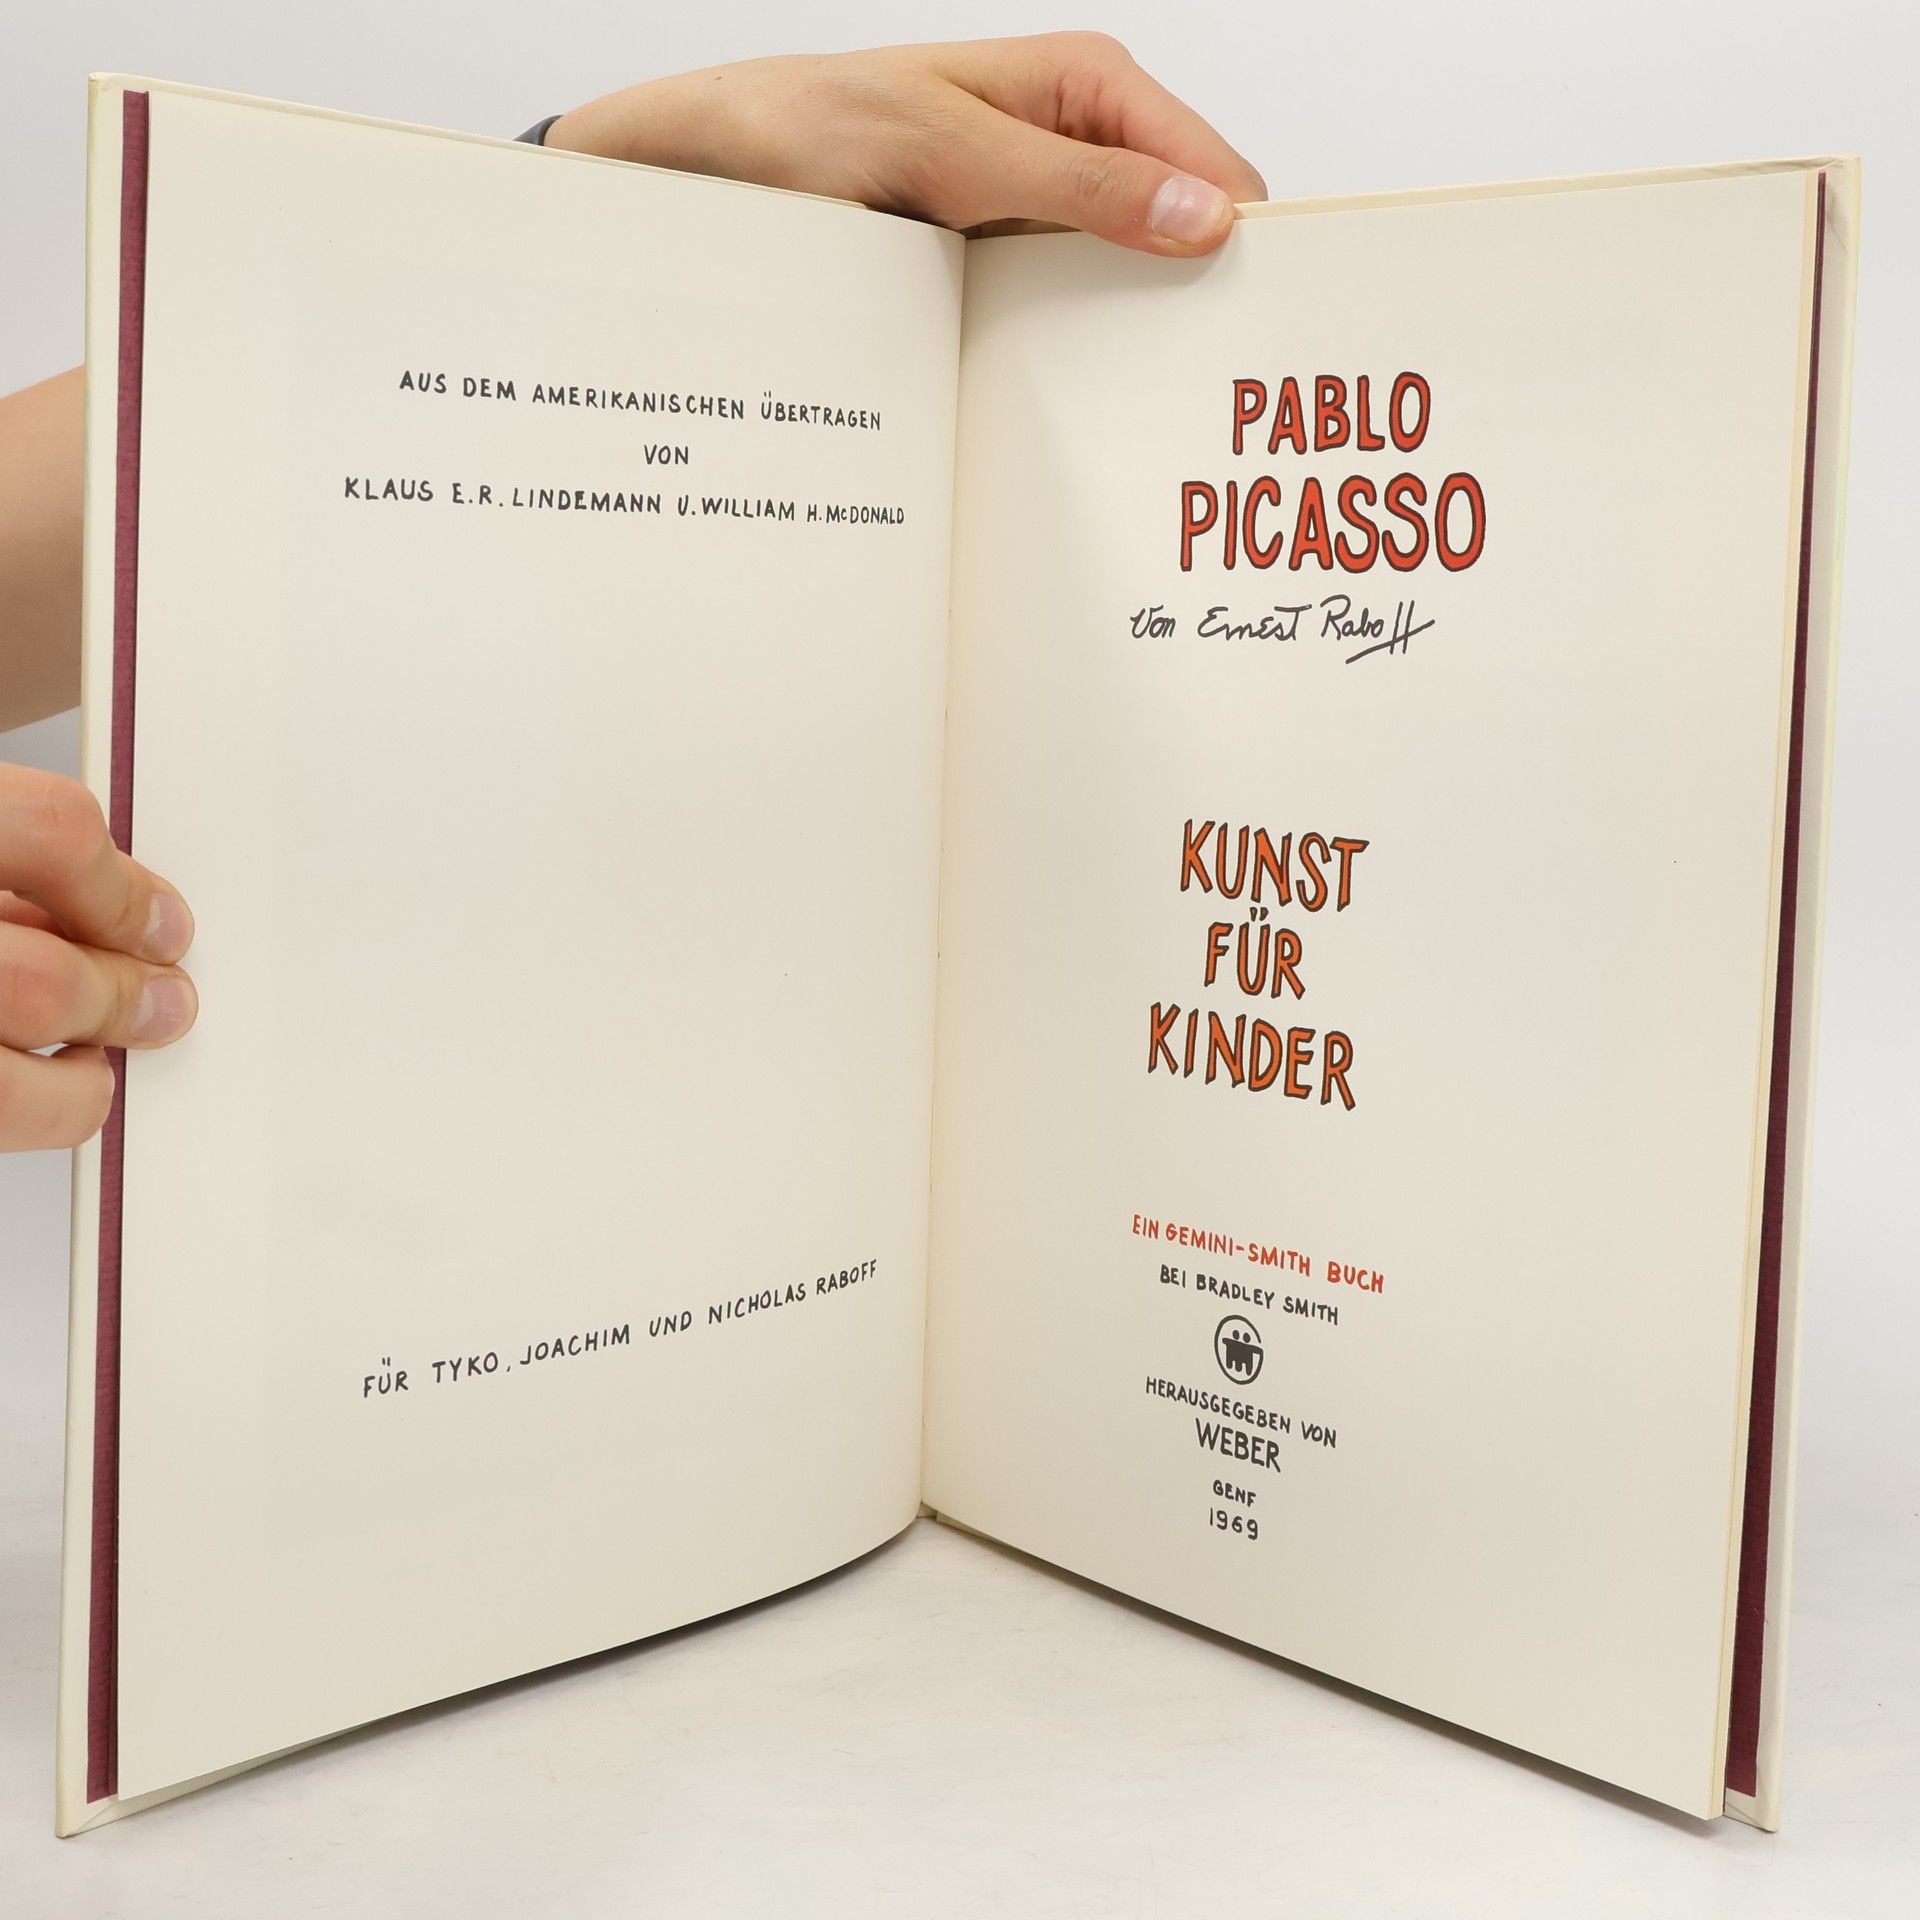 AUS DEM AMERIKANISCHEN ÜBERTRAGEN
VON
KLAUS E.R. LINDEMANN U. WILLIAM H. McDONALD
FÜR TYKO, JOACHIM UND NICHOLAS RABOFF
PABLO
PICASSO
von Ernest Raboff
KUNST
FÜR
KINDER
EIN GEMINI-SMITH BUCH
BEI BRADLEY SMITH
HERAUSGEGEBEN VON
WEBER
GENF
1969